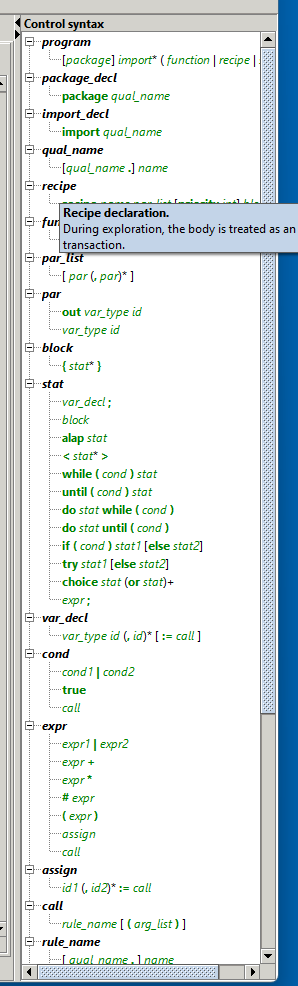 Control syntax
program
[package] import* ( function | recipe |
package_decl
package qual_name
import_decl
import qual_name
qual_name
[qual_name .] name
recipe
Recipe declaration.
During exploration, the body is treated as an
transaction.
par_list
[ par (, par)* ]
par
out var_type id
var_type id
block
{ stat* }
stat
var_decl ;
block
alap stat
< stat* >
while ( cond ) stat
until ( cond ) stat
do stat while ( cond )
do stat until ( cond )
if ( cond ) stat1 [else stat2]
try stat1 [else stat2]
choice stat (or stat)+
expr ;
var_decl
var_type id (, id)* [ := call ]
cond
cond1 | cond2
true
call
expr
expr1 | expr2
expr +
expr *
# expr
( expr )
assign
call
assign
id1 (, id2)* := call
call
rule_name [ ( arg_list ) ]
rule_name
[ qual_name . ] name